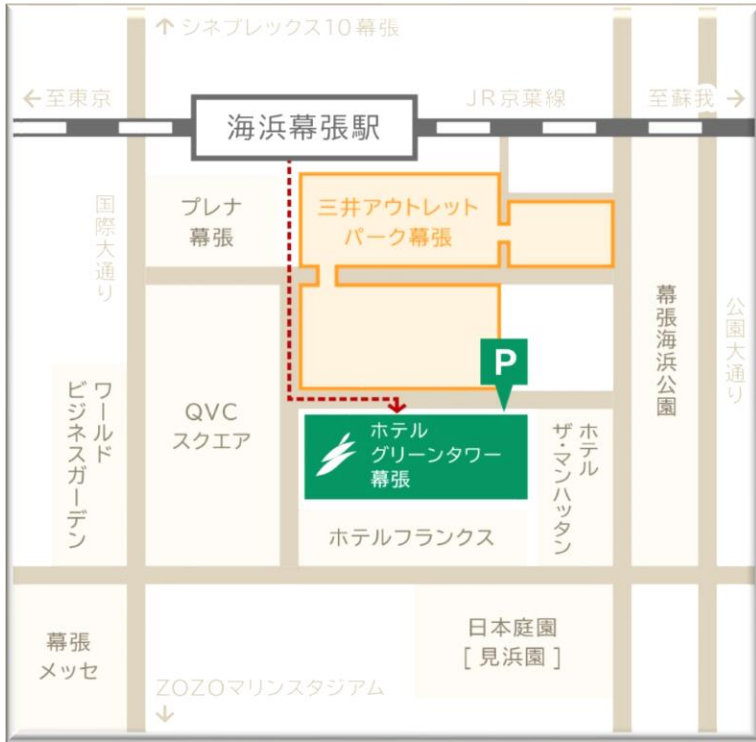 ↑ シネプレックス10幕張
← 至東京
JR京葉線
至蘇我 →
海浜幕張駅
国際大通り
プレナ
幕張
三井アウトレット
パーク幕張
幕張海浜公園
公園大通り
P
ワールド
ビジネスガーデン
QVC
スクエア
ホテル
グリーンタワー
幕張
ホテル
ザ・マンハッタン
ホテルフランクス
幕張
メッセ
日本庭園
[ 見浜園 ]
ZOZOマリンスタジアム
↓